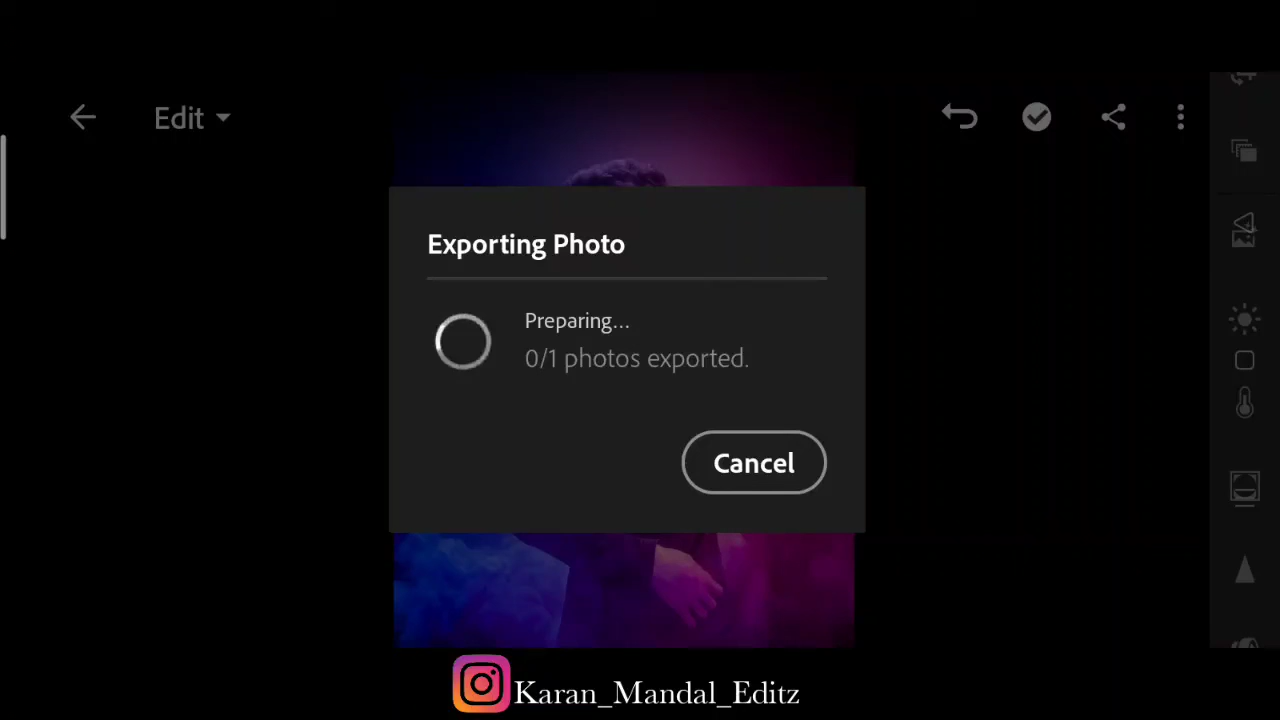 Edit
Exporting Photo
Preparing...
0/1 photos exported.
Cancel
Karan_Mandal_Editz